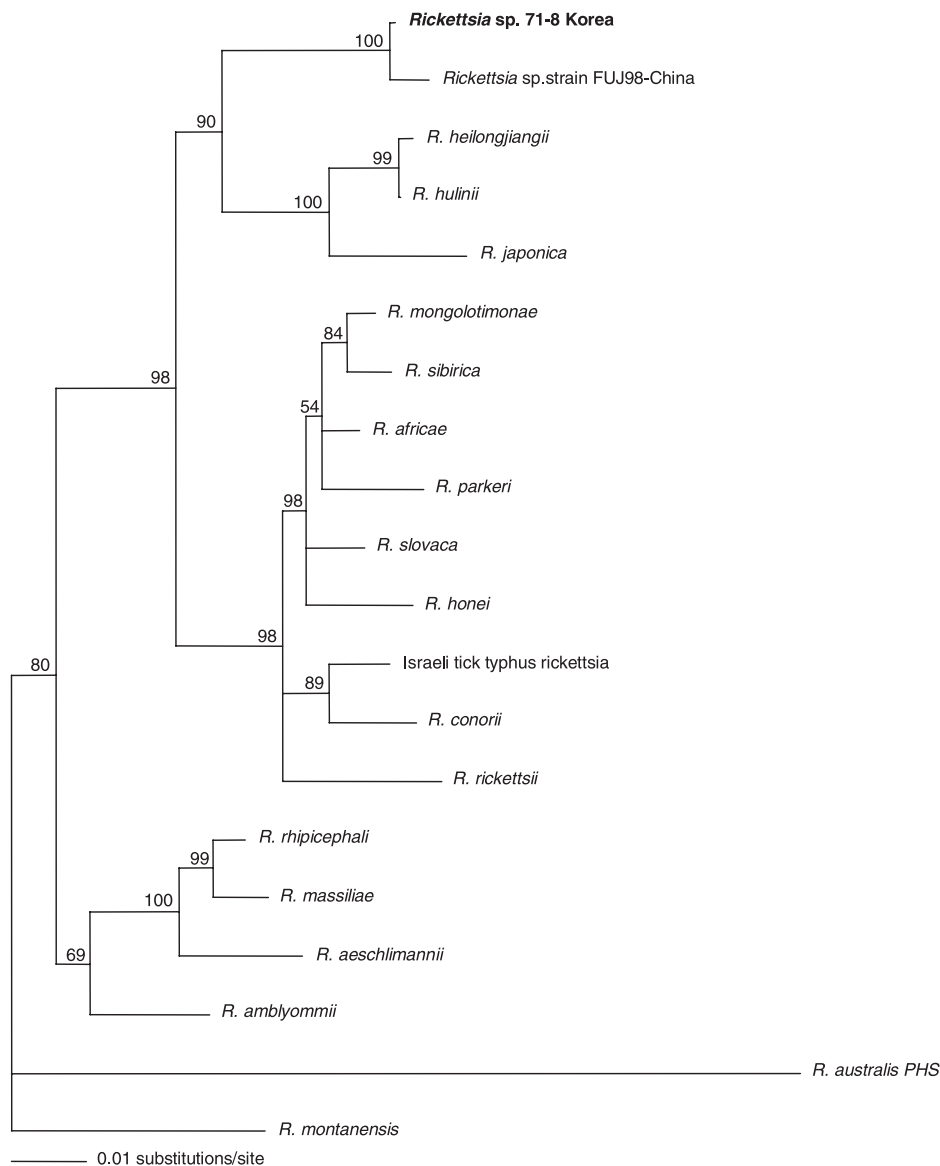 Rickettsia sp. 71-8 Korea
100
Rickettsia sp.strain FUJ98-China
90
R. heilongjiangii
99
R. hulinii
100
R. japonica
R. mongolotimonae
84
R. sibirica
98
54
R. africae
R. parkeri
98
R. slovaca
R. honei
98
Israeli tick typhus rickettsia
80
89
R. conorii
R. rickettsii
R. rhipicephali
99
R. massiliae
100
R. aeschlimannii
69
R. amblyommii
R. australis PHS
R. montanensis
0.01 substitutions/site